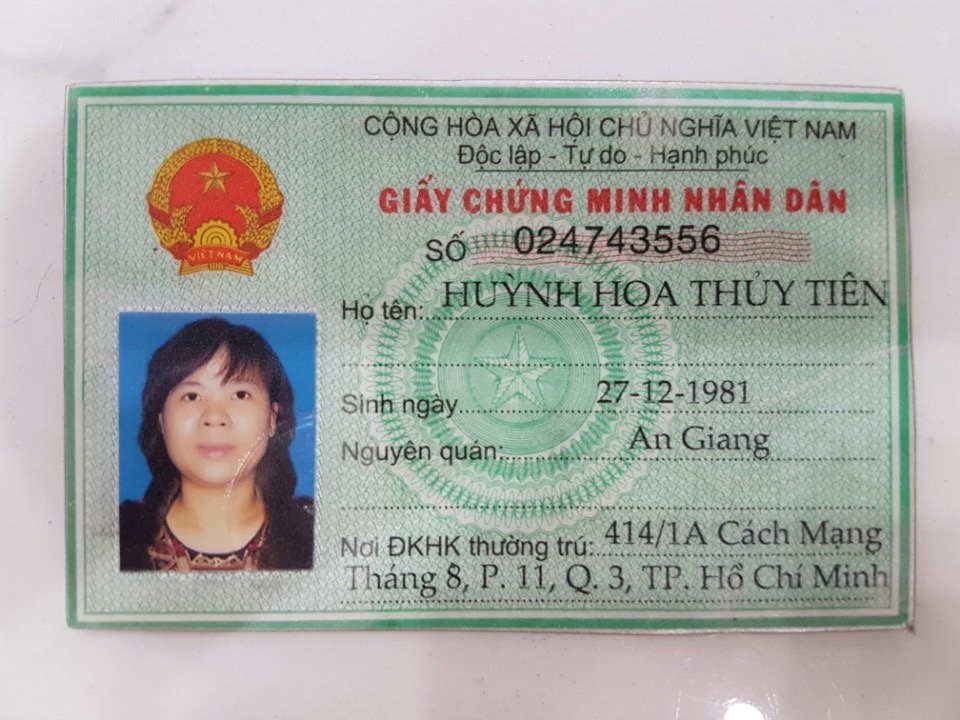 CỘNG HÒA XÃ HỘI CHỦ NGHĨA VIỆT NAM
Độc lập - Tự do - Hạnh phúc
GIẤY CHỨNG MINH NHÂN DÂN
SỐ 024743556
VIỆT NAM
Họ tên: HUỲNH HOA THỦY TIÊN
Sinh ngày 27-12-1981
Nguyên quán: An Giang
Nơi ĐKHK thường trú: 414/1A Cách Mạng
Tháng 8, P. 11, Q. 3, TP. Hồ Chí Minh